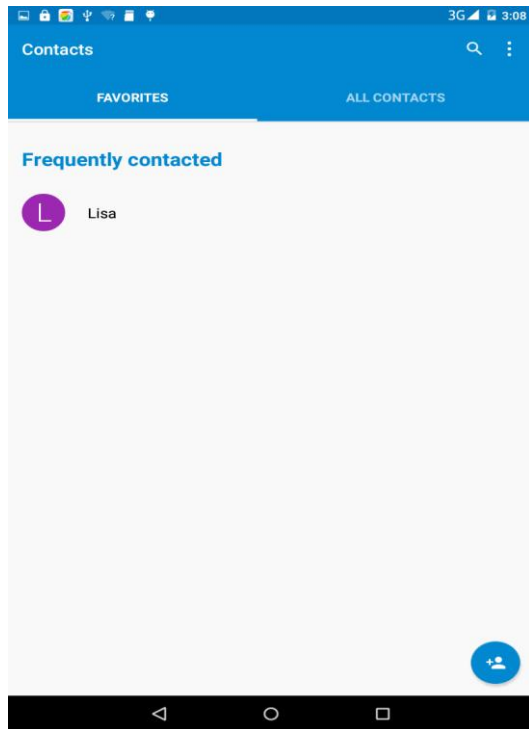 3G 3:08
Contacts
FAVORITES ALL CONTACTS
Frequently contacted
L Lisa